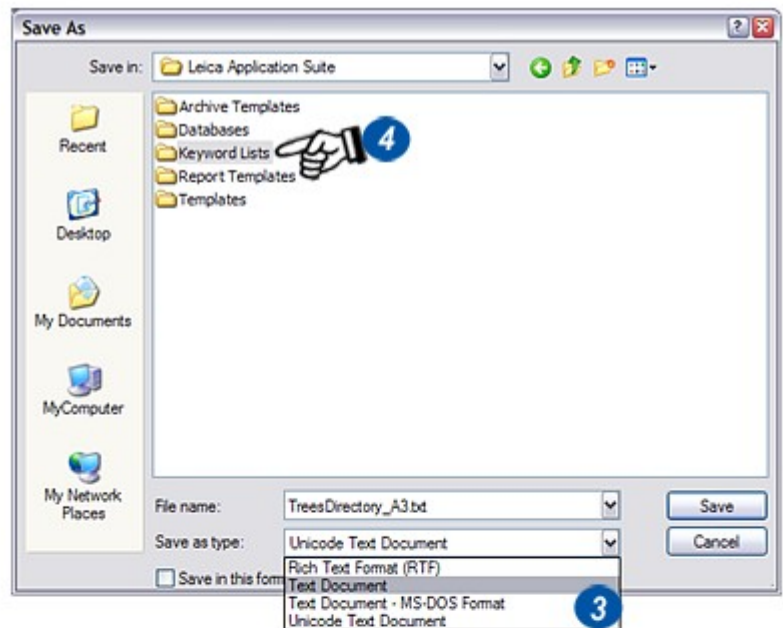 Save As
Save in: Leica Application Suite
Recent
Desktop
My Documents
MyComputer
My Network
Places
Archive Templates
Databases
Keyword Lists
4
Report Templates
Templates
File name: TreesDirectory_A3.txt Save
Save as type: Unicode Text Document Cancel
Save in this form
Rich Text Format (RTF)
Text Document
Text Document - MS-DOS Format
Unicode Text Document
3